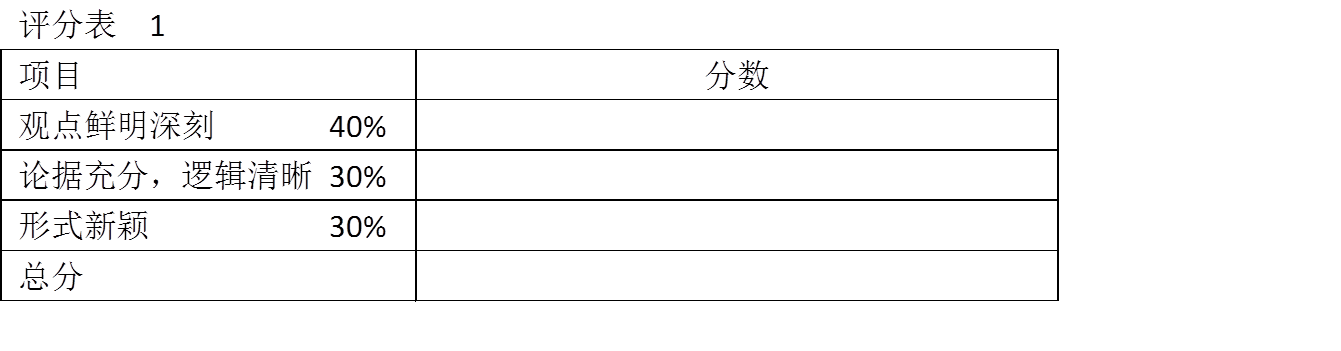 评分表 1
项目 分数
观点鲜明深刻 40%
论据充分，逻辑清晰 30%
形式新颖 30%
总分